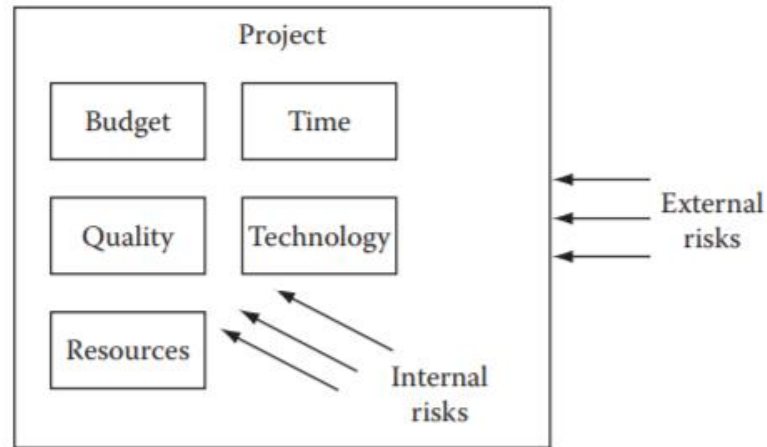 Project
Budget
Time
Quality
Technology
Resources
External
risks
Internal
risks